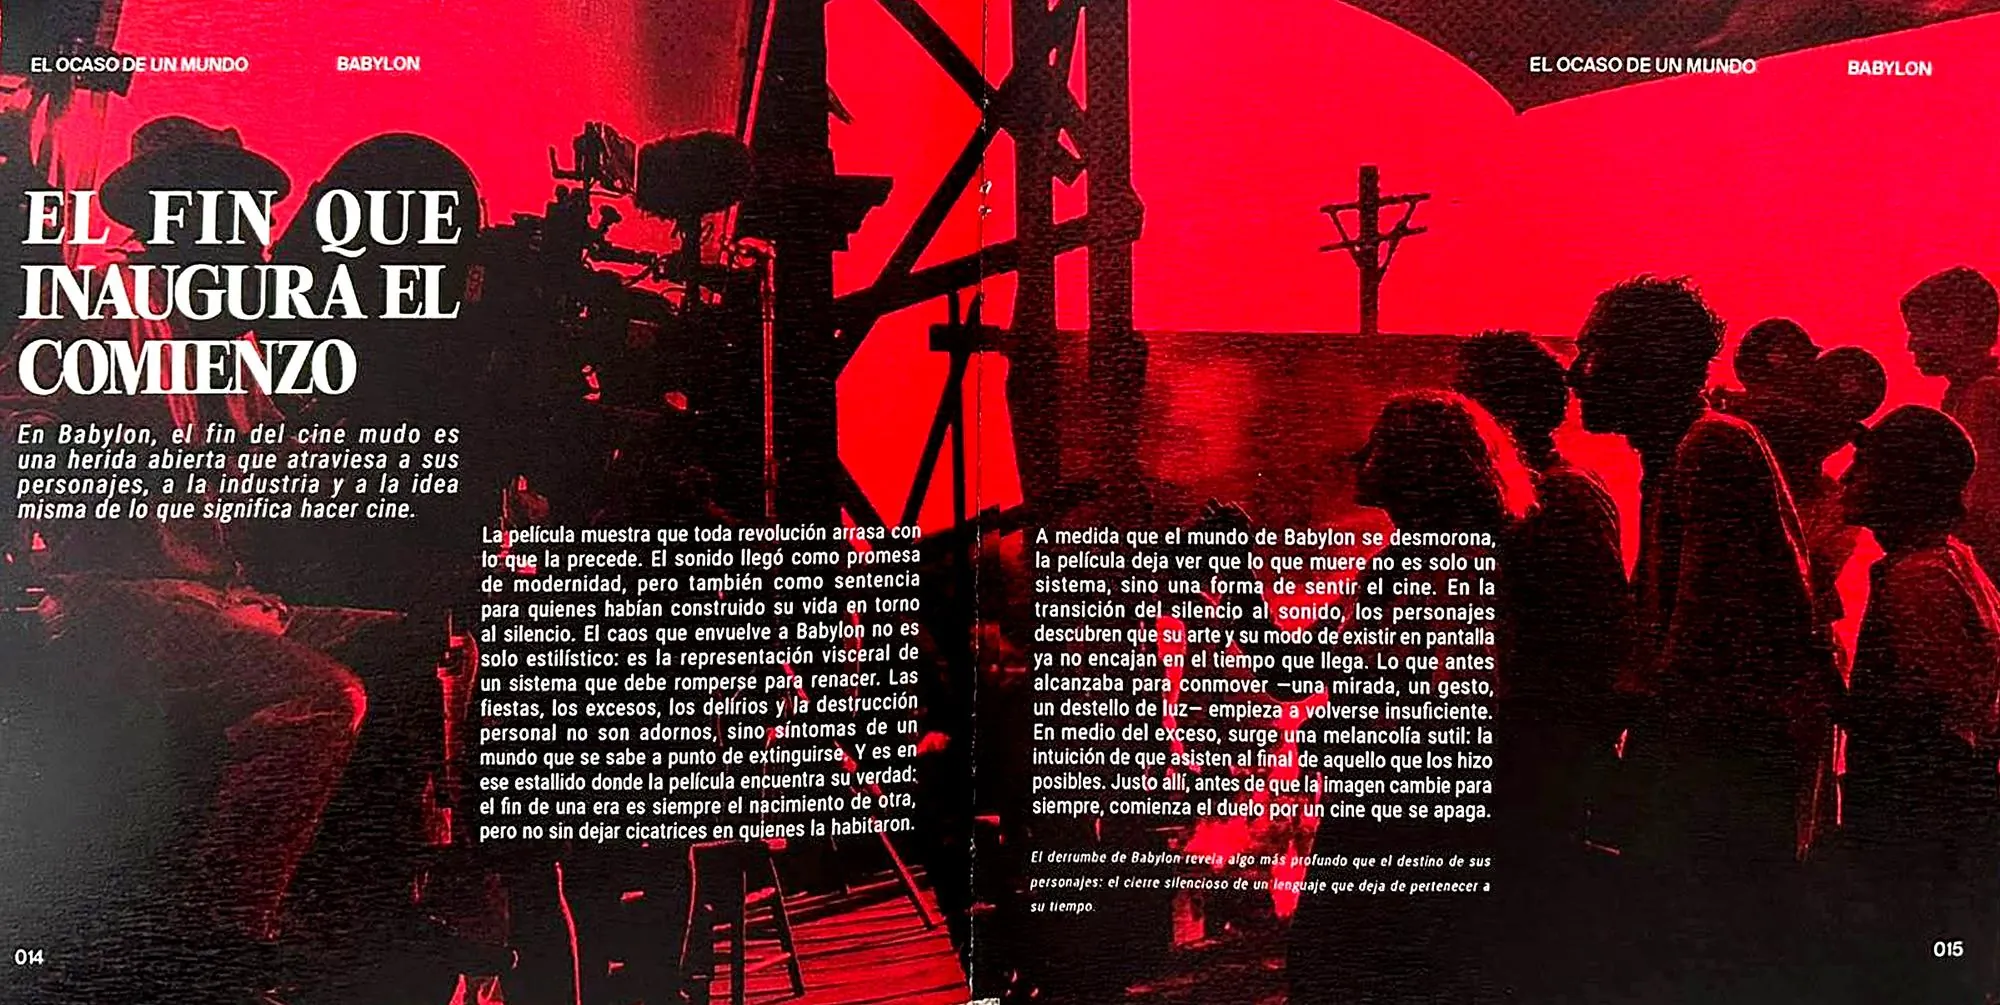 EL OCASO DE UN MUNDO BABYLON
EL FIN QUE
INAUGURA EL
COMIENZO
En Babylon, el fin del cine mudo es
una herida abierta que atraviesa a sus
personajes, a la industria y a la idea
misma de lo que significa hacer cine.
La película muestra que toda revolución arrasa con
lo que la precede. El sonido llegó como promesa
de modernidad, pero también como sentencia
para quienes habían construido su vida en torno
al silencio. El caos que envuelve a Babylon no es
solo estilístico: es la representación visceral de
un sistema que debe romperse para renacer. Las
fiestas, los excesos, los delirios y la destrucción
personal no son adornos, sino síntomas de un
mundo que se sabe a punto de extinguirse. Y es en
ese estallido donde la película encuentra su verdad:
el fin de una era es siempre el nacimiento de otra,
pero no sin dejar cicatrices en quienes la habitaron.
014
EL OCASO DE UN MUNDO BABYLON
A medida que el mundo de Babylon se desmorona,
la película deja ver que lo que muere no es solo un
sistema, sino una forma de sentir el cine. En la
transición del silencio al sonido, los personajes
descubren que su arte y su modo de existir en pantalla
ya no encajan en el tiempo que llega. Lo que antes
alcanzaba para conmover —una mirada, un gesto,
un destello de luz— empieza a volverse insuficiente.
En medio del exceso, surge una melancolía sutil: la
intuición de que asisten al final de aquello que los hizo
posibles. Justo allí, antes de que la imagen cambie para
siempre, comienza el duelo por un cine que se apaga.
El derrumbe de Babylon revela algo más profundo que el destino de sus
personajes: el cierre silencioso de un lenguaje que deja de pertenecer a
su tiempo.
015